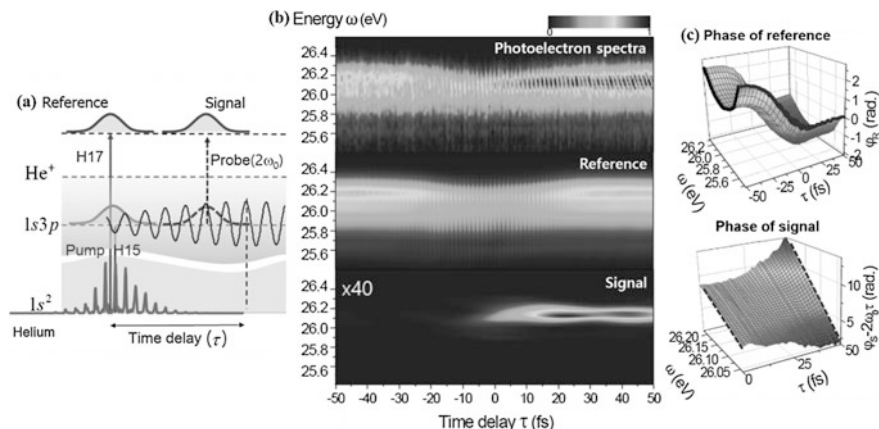 (a)
Reference
Signal
H17
Probe(2ω₀)
He⁺
1s3p
Pump H15
1s²
Helium
Time delay (τ)
(b) Energy ω(eV)
0
1
Photoelectron spectra
26.4
26.2
26.0
25.8
25.6
Reference
26.4
26.2
26.0
25.8
25.6
Signal
x40
26.4
26.2
26.0
25.8
25.6
-50 -40 -30 -20 -10 0 10 20 30 40 50
Time delay τ (fs)
(c)
Phase of reference
2
1
0
-1
-2
φR (rad.)
26.2
26.0
25.8
25.6
ω (eV)
-50
-25
0
25
50
τ (fs)
Phase of signal
10
5
0
φS-2ω₀τ (rad.)
26.20
26.15
26.10
26.05
ω (eV)
0
25
50
τ (fs)